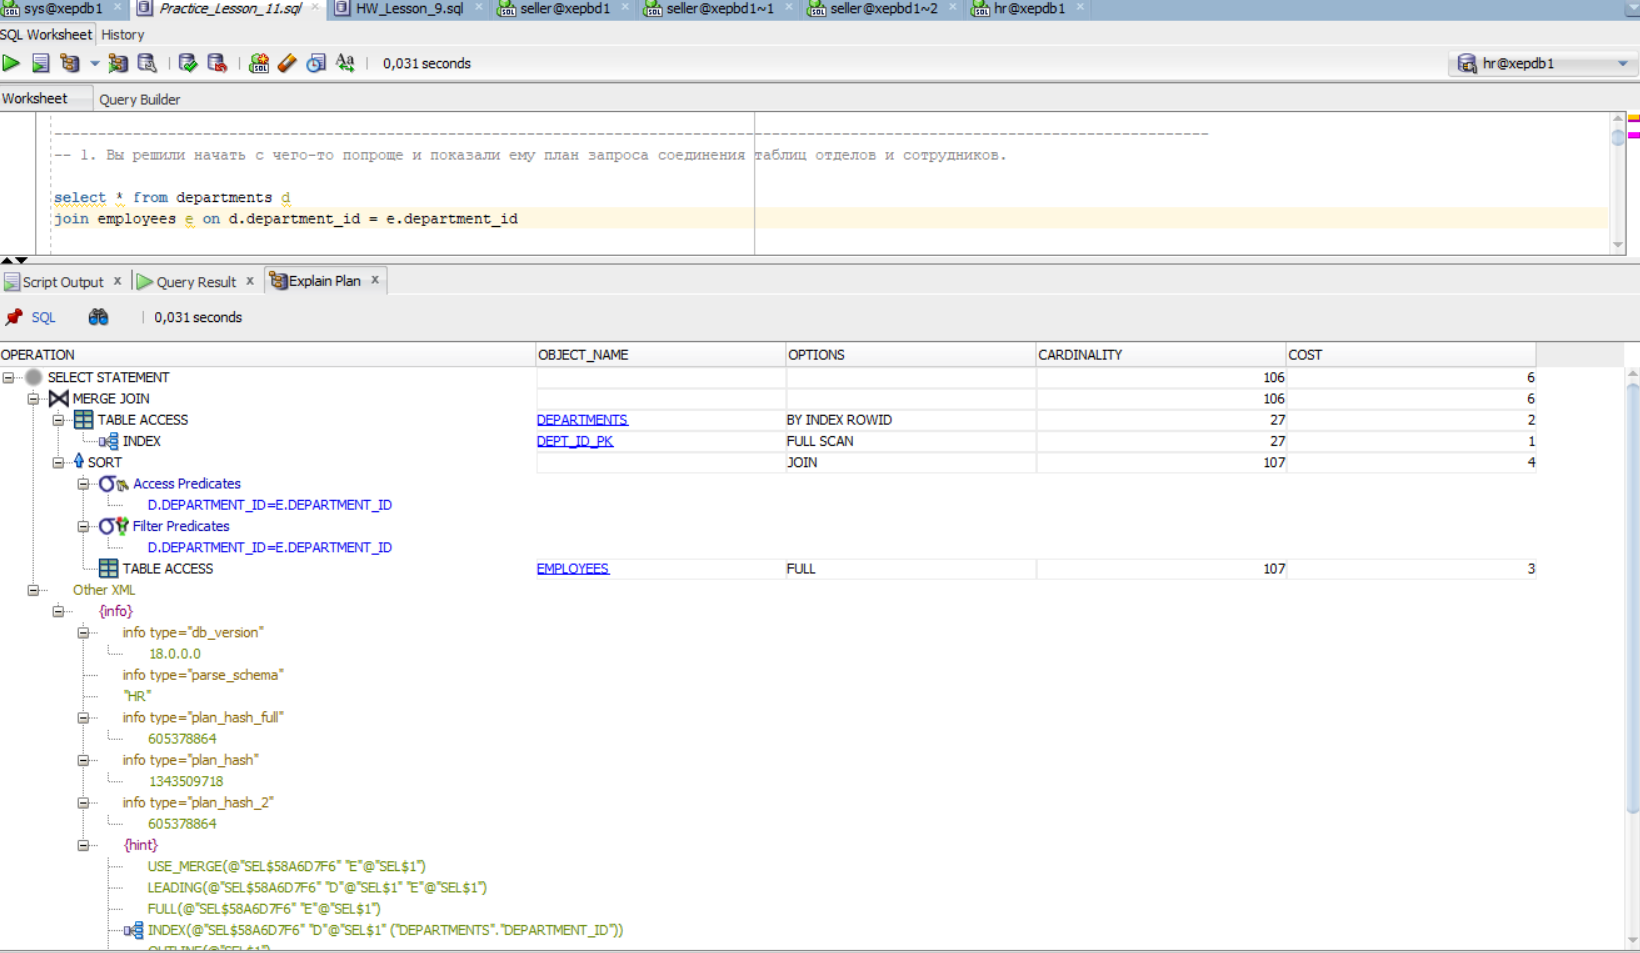 sys@xepdb1 Practice_Lesson_11.sql HW_Lesson_9.sql seller@xepbd1 seller@xepbd1~1 seller@xepbd1~2 hr@xepdb1
SQL Worksheet History
0,031 seconds hr@xepdb1
Worksheet Query Builder
-- 1. Вы решили начать с чего-то попроще и показали ему план запроса соединения таблиц отделов и сотрудников.
select * from departments d
join employees e on d.department_id = e.department_id
Script Output x Query Result x Explain Plan x
SQL 0,031 seconds
OPERATION OBJECT_NAME OPTIONS CARDINALITY COST
SELECT STATEMENT 106 6
MERGE JOIN 106 6
TABLE ACCESS DEPARTMENTS BY INDEX ROWID 27 2
INDEX DEPT_ID_PK FULL SCAN 27 1
SORT JOIN 107 4
Access Predicates
D.DEPARTMENT_ID=E.DEPARTMENT_ID
Filter Predicates
D.DEPARTMENT_ID=E.DEPARTMENT_ID
TABLE ACCESS EMPLOYEES FULL 107 3
Other XML
{info}
info type="db_version"
18.0.0.0
info type="parse_schema"
"HR"
info type="plan_hash_full"
605378864
info type="plan_hash"
1343509718
info type="plan_hash_2"
605378864
{hint}
USE_MERGE(@"SEL$58A6D7F6" "E"@"SEL$1")
LEADING(@"SEL$58A6D7F6" "D"@"SEL$1" "E"@"SEL$1")
FULL(@"SEL$58A6D7F6" "E"@"SEL$1")
INDEX(@"SEL$58A6D7F6" "D"@"SEL$1" ("DEPARTMENTS"."DEPARTMENT_ID"))
OUTLINE(@"SEL$1")